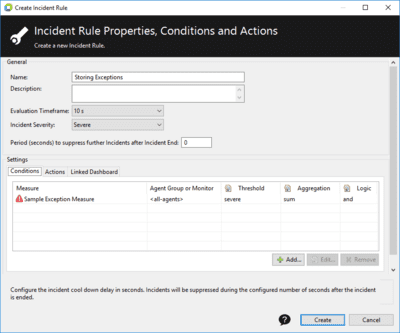 Create Incident Rule
Incident Rule Properties, Conditions and Actions
Create a new Incident Rule.
General
Name: Storing Exceptions
Description:
Evaluation Timeframe: 10 s
Incident Severity: Severe
Period (seconds) to suppress further Incidents after Incident End: 0
Settings
Conditions Actions Linked Dashboard
Measure Agent Group or Monitor Threshold Aggregation Logic
Sample Exception Measure <all-agents> severe sum and
Add... Edit... Remove
Configure the incident cool down delay in seconds. Incidents will be suppressed during the configured number of seconds after the incident
is ended.
? Create Cancel